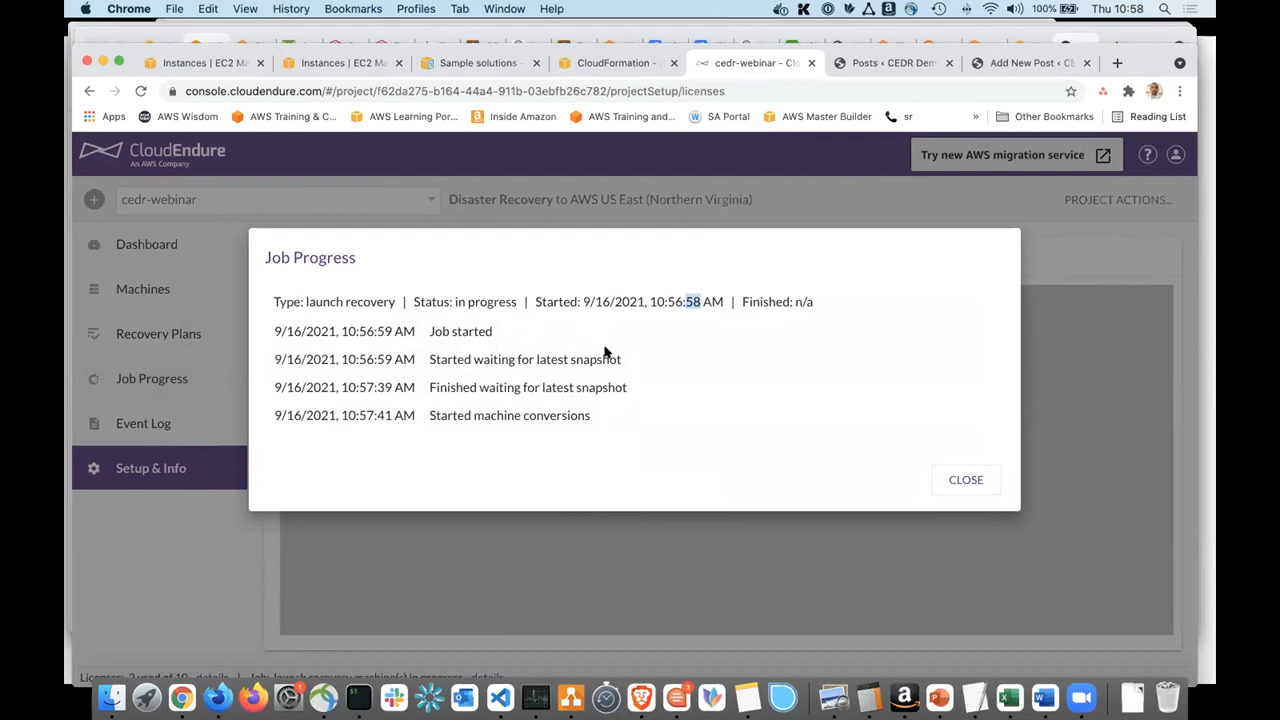 Chrome File Edit View History Bookmarks Profiles Tab Window Help 100% Thu 10:58
Instances | EC2 Ma Instances | EC2 Ma Sample solutions - CloudFormation - cedr-webinar - Clo Posts ‹ CEDR Dem Add New Post ‹ CE
console.cloudendure.com/#/project/f62da275-b164-44a4-911b-03ebfb26c782/projectSetup/licenses
Apps AWS Wisdom AWS Training & C... AWS Learning Por... Inside Amazon AWS Training and... SA Portal AWS Master Builder sr » Other Bookmarks Reading List
CloudEndure
An AWS Company
Try new AWS migration service
cedr-webinar Disaster Recovery to AWS US East (Northern Virginia) PROJECT ACTIONS...
Dashboard
Machines
Recovery Plans
Job Progress
Event Log
Setup & Info
Job Progress
Type: launch recovery | Status: in progress | Started: 9/16/2021, 10:56:58 AM | Finished: n/a
9/16/2021, 10:56:59 AM Job started
9/16/2021, 10:56:59 AM Started waiting for latest snapshot
9/16/2021, 10:57:39 AM Finished waiting for latest snapshot
9/16/2021, 10:57:41 AM Started machine conversions
CLOSE